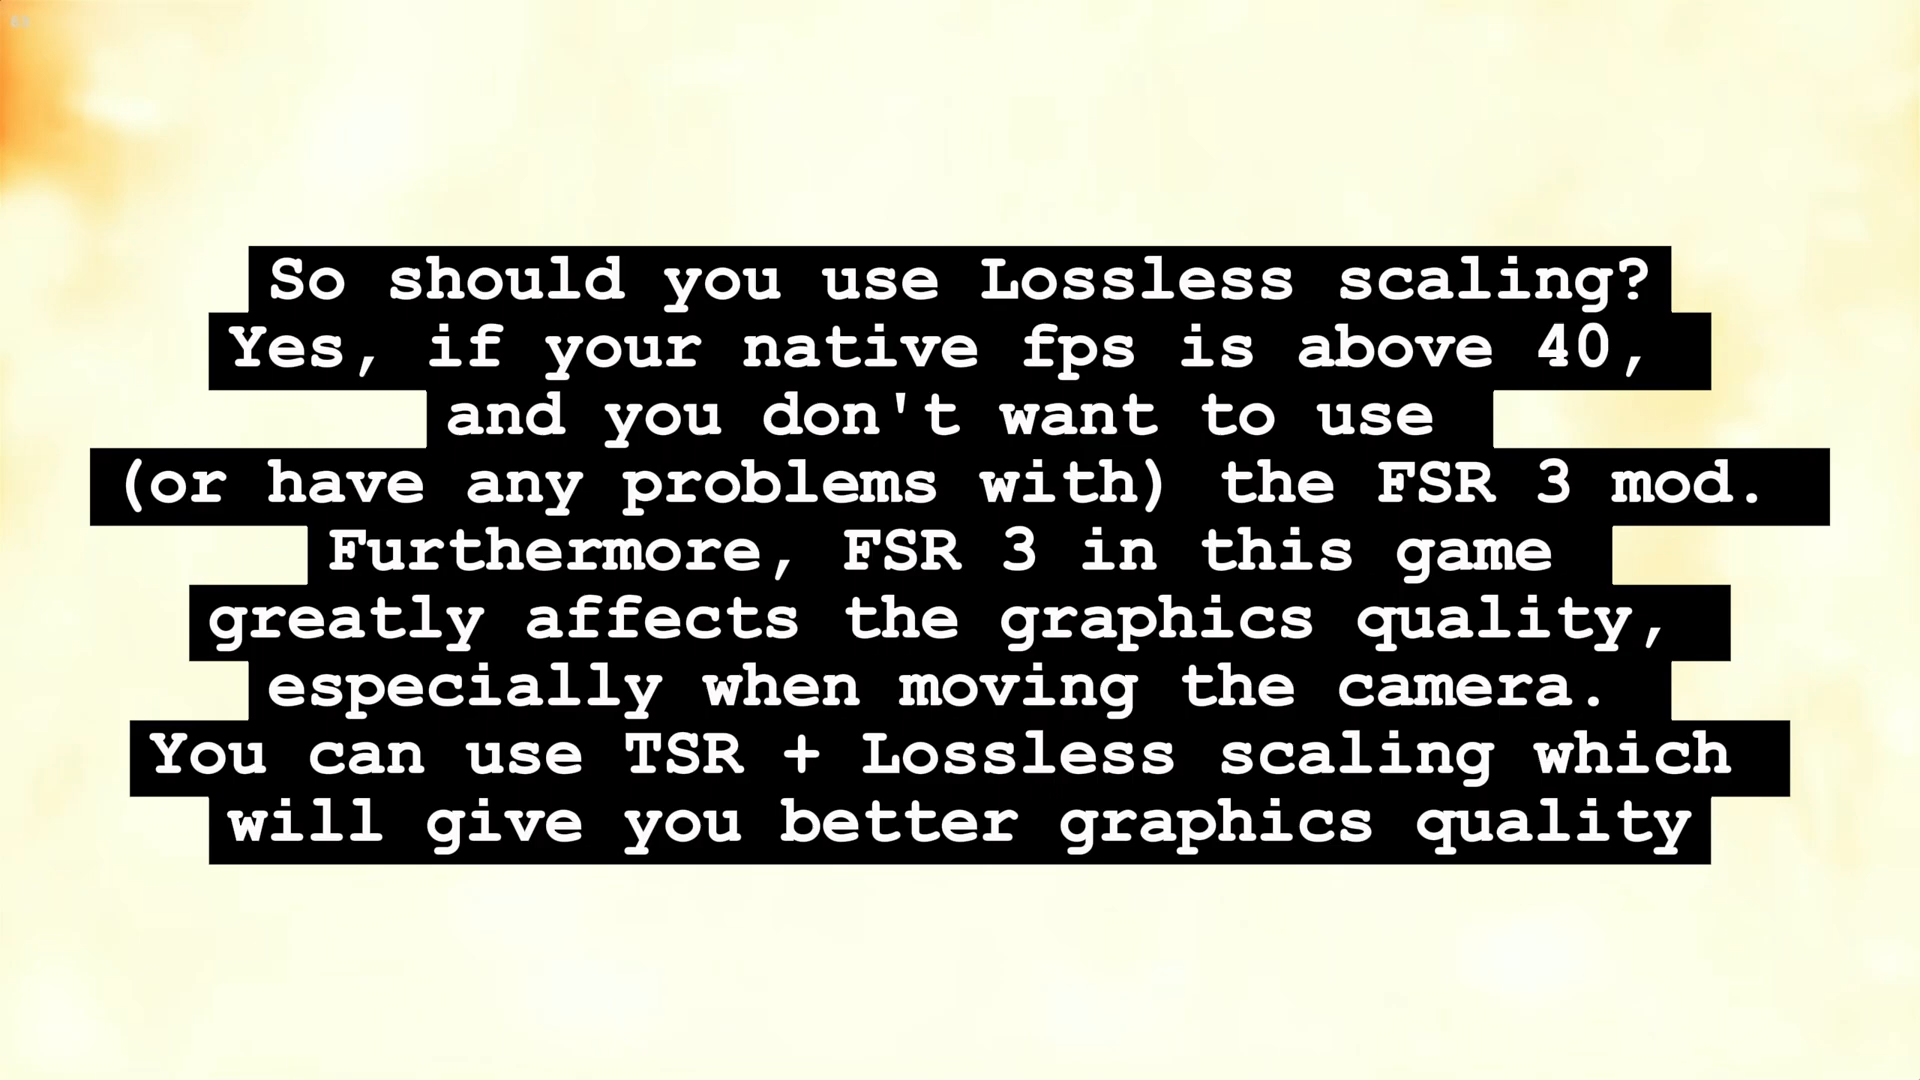 So should you use Lossless scaling?
Yes, if your native fps is above 40,
and you don't want to use
(or have any problems with) the FSR 3 mod.
Furthermore, FSR 3 in this game
greatly affects the graphics quality,
especially when moving the camera.
You can use TSR + Lossless scaling which
will give you better graphics quality